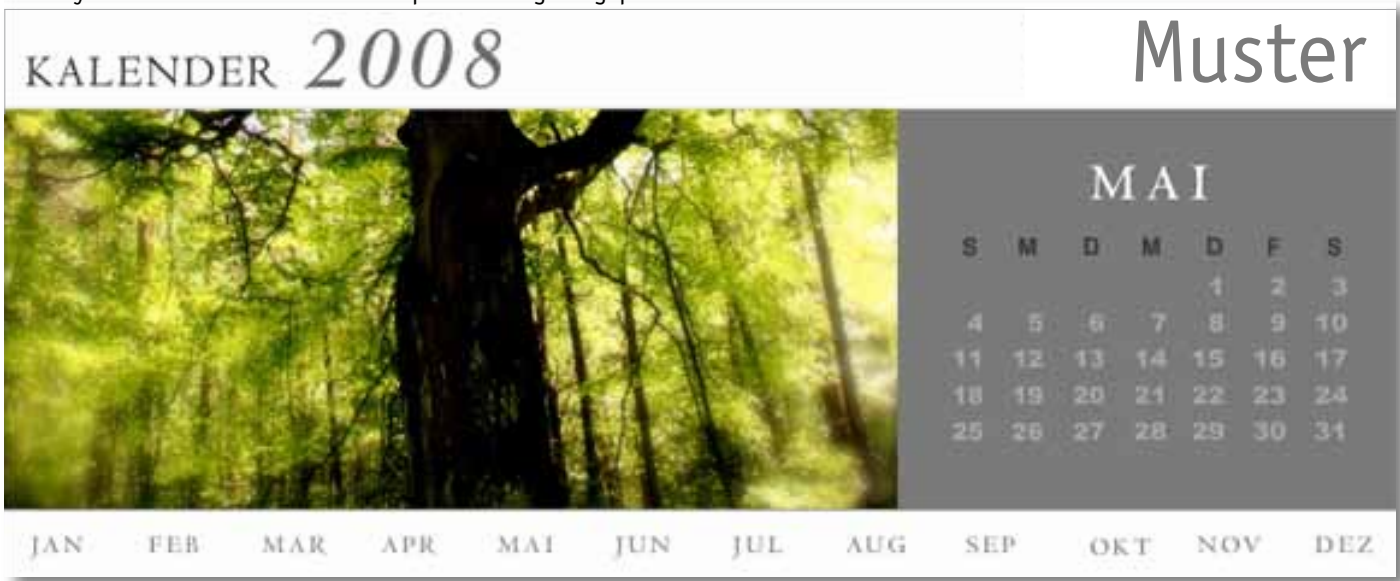 KALENDER 2008
Muster
MAI
S M D M D F S
1 2 3
4 5 6 7 8 9 10
11 12 13 14 15 16 17
18 19 20 21 22 23 24
25 26 27 28 29 30 31
JAN FEB MAR APR MAI JUN JUL AUG SEP OKT NOV DEZ